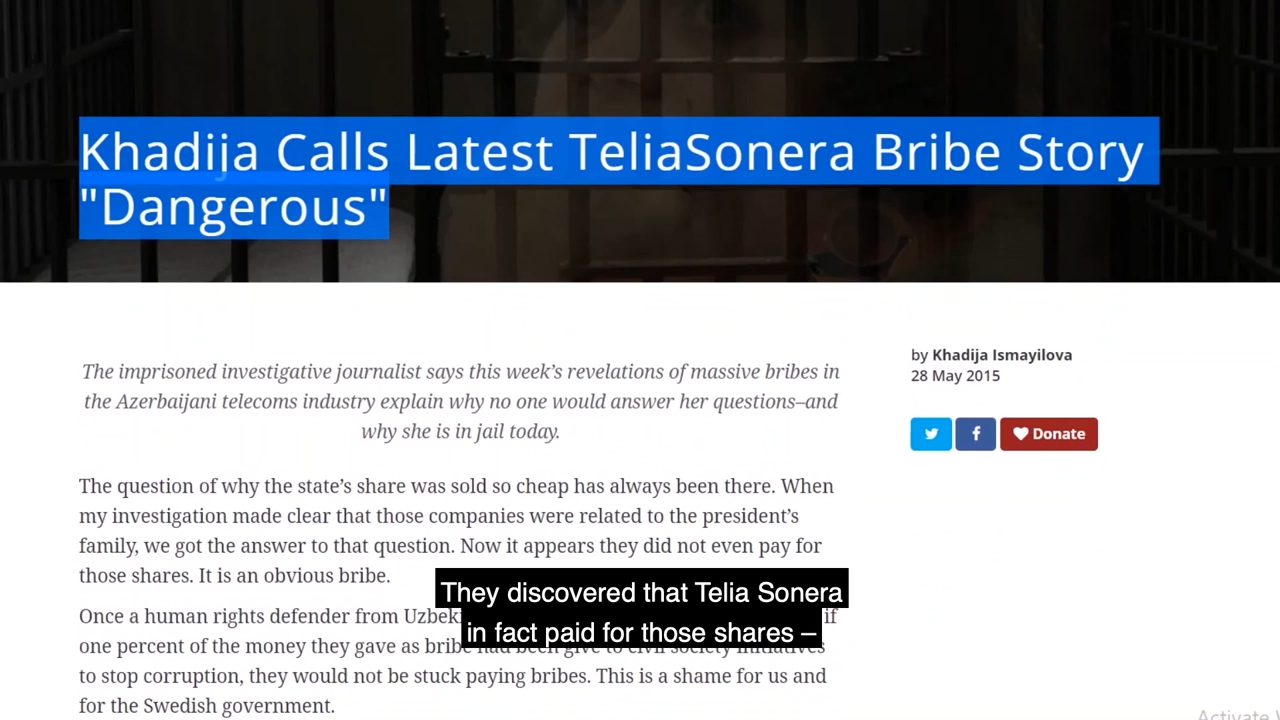 Khadija Calls Latest TeliaSonera Bribe Story
"Dangerous"
The imprisoned investigative journalist says this week’s revelations of massive bribes in
the Azerbaijani telecoms industry explain why no one would answer her questions–and
why she is in jail today.
by Khadija Ismayilova
28 May 2015
Donate
The question of why the state’s share was sold so cheap has always been there. When
my investigation made clear that those companies were related to the president’s
family, we got the answer to that question. Now it appears they did not even pay for
those shares. It is an obvious bribe.
They discovered that Telia Sonera
in fact paid for those shares –
Once a human rights defender from if
one percent of the money they gave as
to stop corruption, they would not be stuck paying bribes. This is a shame for us and
for the Swedish government.
Activate